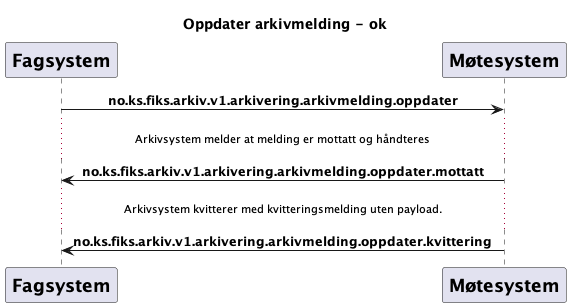 Oppdater arkivmelding - ok
Fagsystem Møtesystem
no.ks.fiks.arkiv.v1.arkivering.arkivmelding.oppdater
Arkivsystem melder at melding er mottatt og håndteres
no.ks.fiks.arkiv.v1.arkivering.arkivmelding.oppdater.mottatt
Arkivsystem kvitterer med kvitteringsmelding uten payload.
no.ks.fiks.arkiv.v1.arkivering.arkivmelding.oppdater.kvittering
Fagsystem Møtesystem